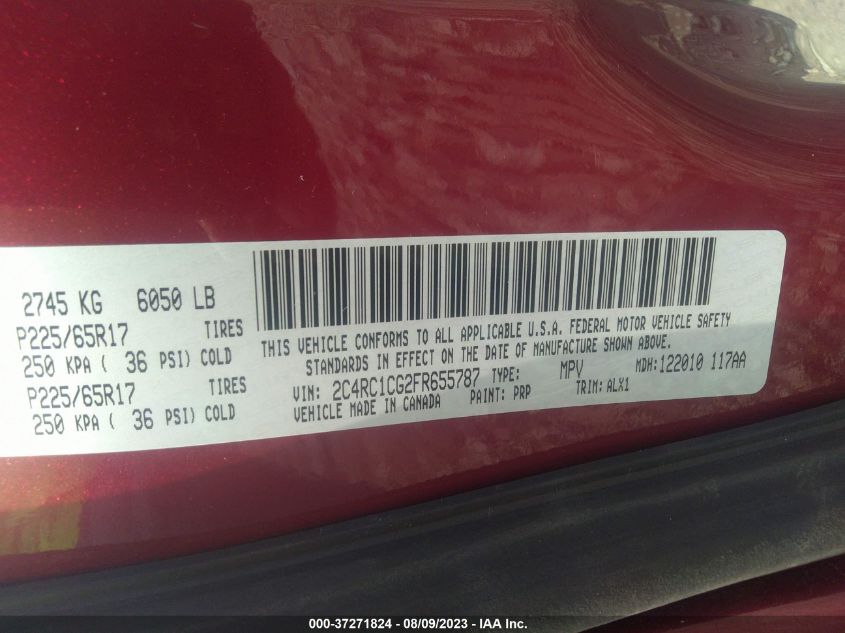 2745 KG 6050 LB
P225/65R17 TIRES
250 KPA ( 36 PSI) COLD
P225/65R17 TIRES
250 KPA ( 36 PSI) COLD
THIS VEHICLE CONFORMS TO ALL APPLICABLE U.S.A. FEDERAL MOTOR VEHICLE SAFETY
STANDARDS IN EFFECT ON THE DATE OF MANUFACTURE SHOWN ABOVE.
VIN: 2C4RC1CG2FR655787 TYPE: MPV MDH:122010 117AA
VEHICLE MADE IN CANADA PAINT: PRP TRIM: ALX1
000-37271824 | 08/09/2023 - IAA Inc.